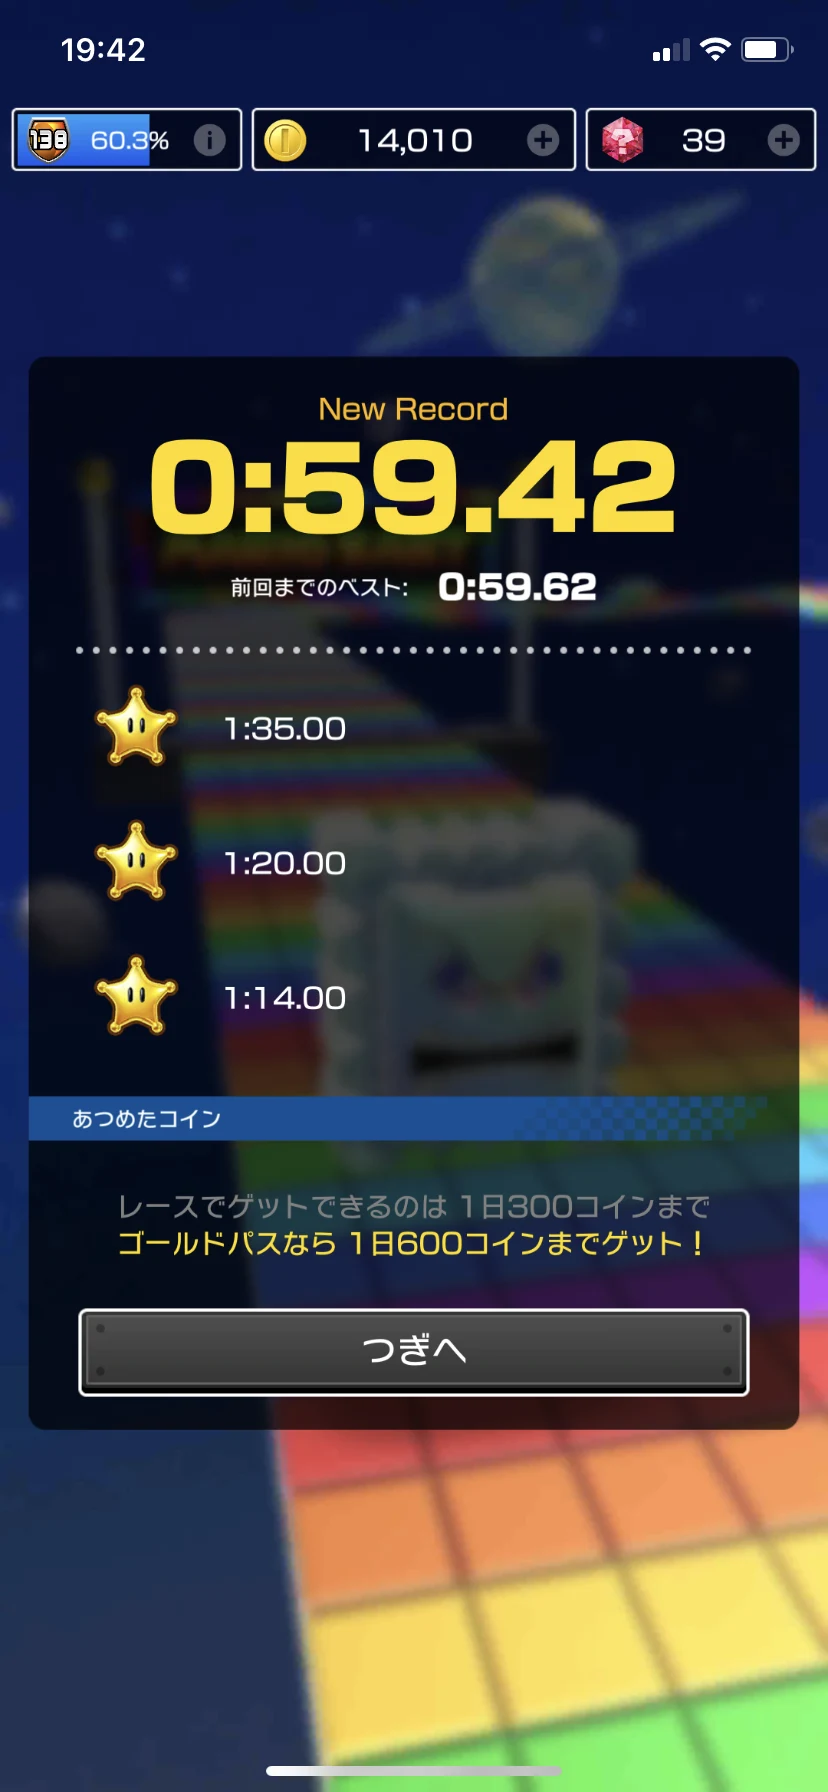 19:42
138 60.3% i
14,010 +
39 +
New Record
0:59.42
前回までのベスト: 0:59.62
1:35.00
1:20.00
1:14.00
あつめたコイン
レースでゲットできるのは 1日300コインまで
ゴールドパスなら 1日600コインまでゲット！
つぎへ